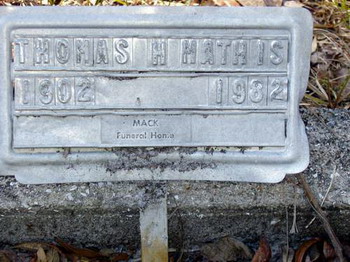 THOMAS H MATHIS
1902 1982
MACK
Funeral Home